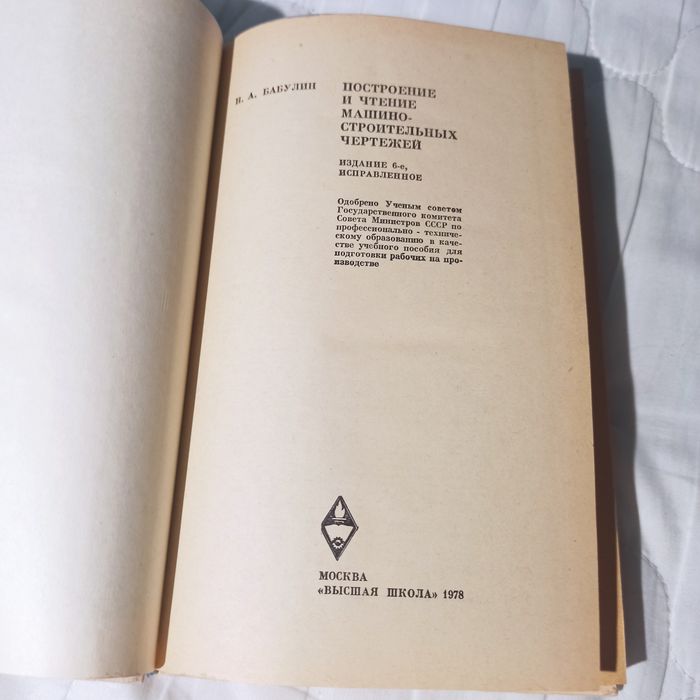 Н. А. БАБУЛИН
ПОСТРОЕНИЕ
И ЧТЕНИЕ
МАШИНО-
СТРОИТЕЛЬНЫХ
ЧЕРТЕЖЕЙ
ИЗДАНИЕ 6-е,
ИСПРАВЛЕННОЕ
Одобрено Ученым советом
Государственного комитета
Совета Министров СССР по
профессионально - техниче-
скому образованию в каче-
стве учебного пособия для
подготовки рабочих на про-
изводстве
МОСКВА
«ВЫСШАЯ ШКОЛА» 1978